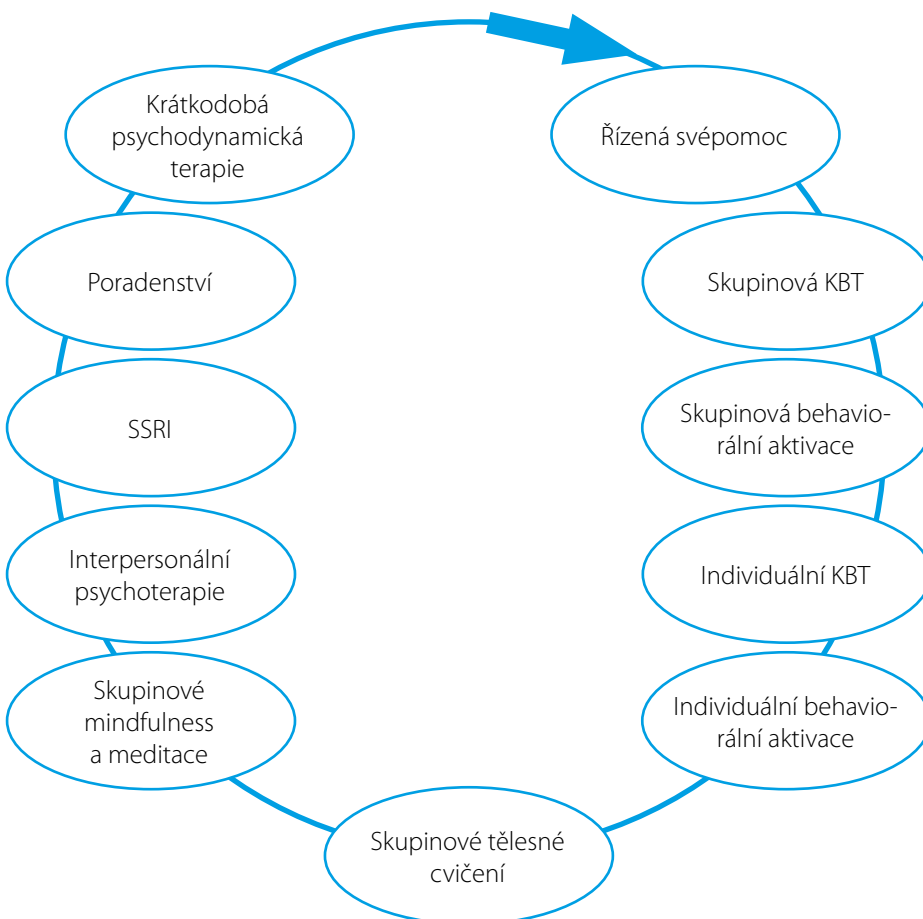 Krátkodobá
psychodynamická
terapie
Řízená svépomoc
Poradenství
Skupinová KBT
SSRI
Skupinová behavio-
rální aktivace
Interpersonální
psychoterapie
Individuální KBT
Skupinové
mindfulness
a meditace
Individuální behavio-
rální aktivace
Skupinové tělesné
cvičení